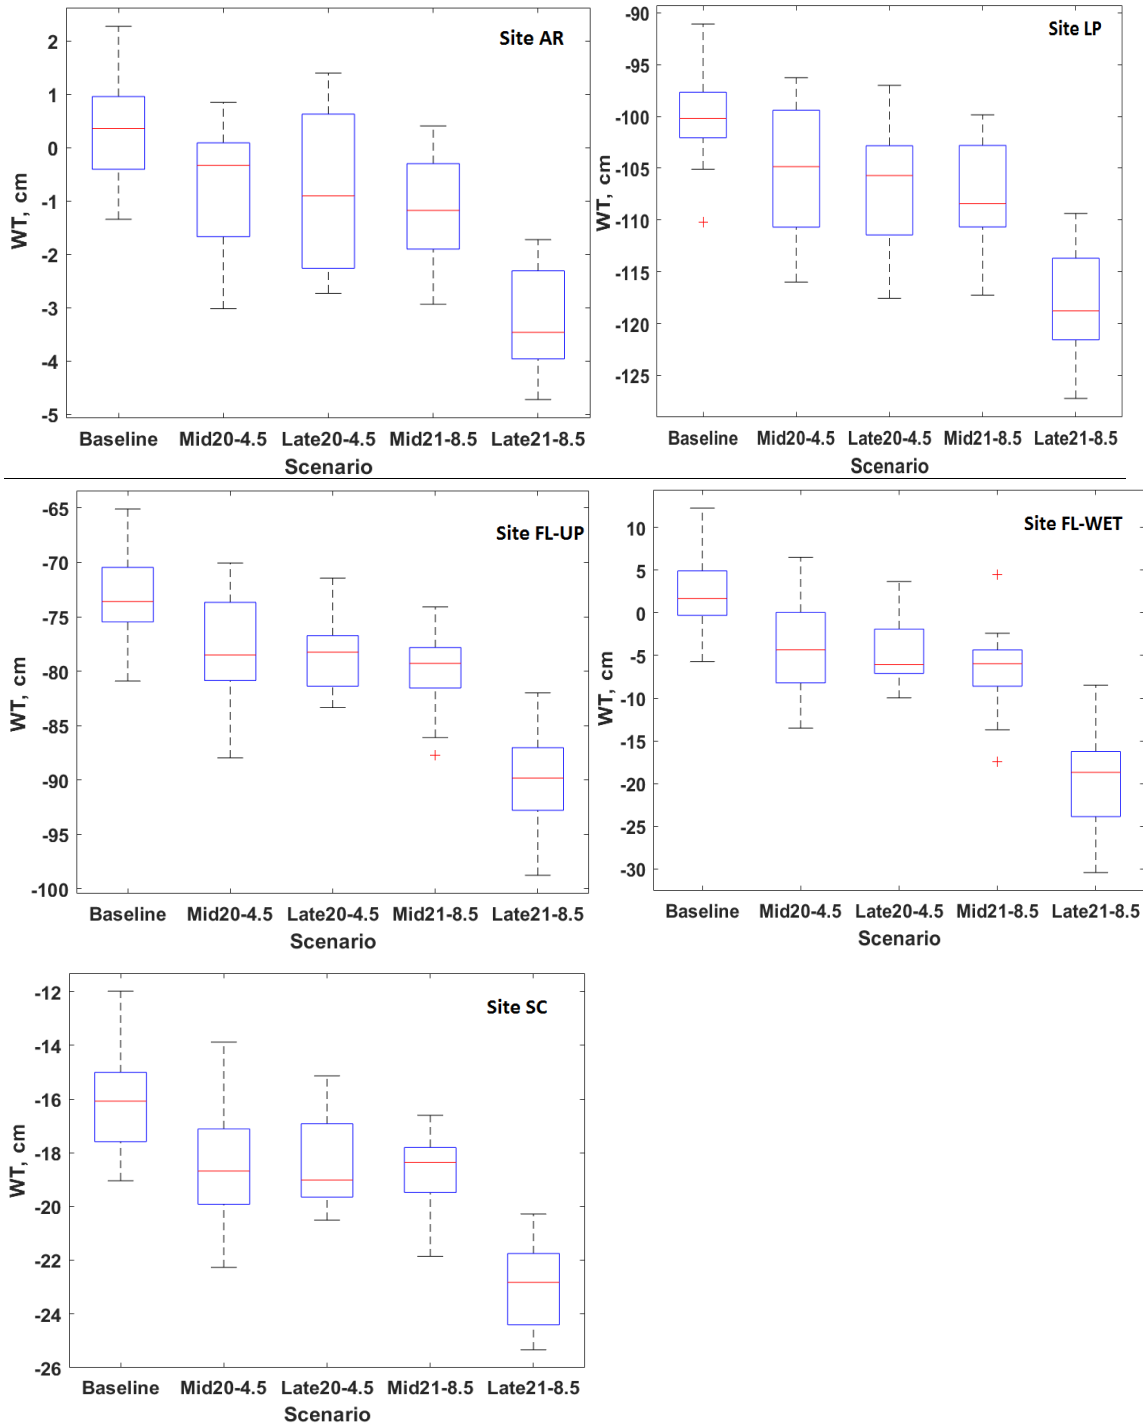 Site AR
WT, cm
2
1
0
-1
-2
-3
-4
-5
Baseline Mid20-4.5 Late20-4.5 Mid21-8.5 Late21-8.5
Scenario
Site LP
WT, cm
-90
-95
-100
-105
-110
-115
-120
-125
Baseline Mid20-4.5 Late20-4.5 Mid21-8.5 Late21-8.5
Scenario
Site FL-UP
WT, cm
-65
-70
-75
-80
-85
-90
-95
-100
Baseline Mid20-4.5 Late20-4.5 Mid21-8.5 Late21-8.5
Scenario
Site FL-WET
WT, cm
10
5
0
-5
-10
-15
-20
-25
-30
Baseline Mid20-4.5 Late20-4.5 Mid21-8.5 Late21-8.5
Scenario
Site SC
WT, cm
-12
-14
-16
-18
-20
-22
-24
-26
Baseline Mid20-4.5 Late20-4.5 Mid21-8.5 Late21-8.5
Scenario